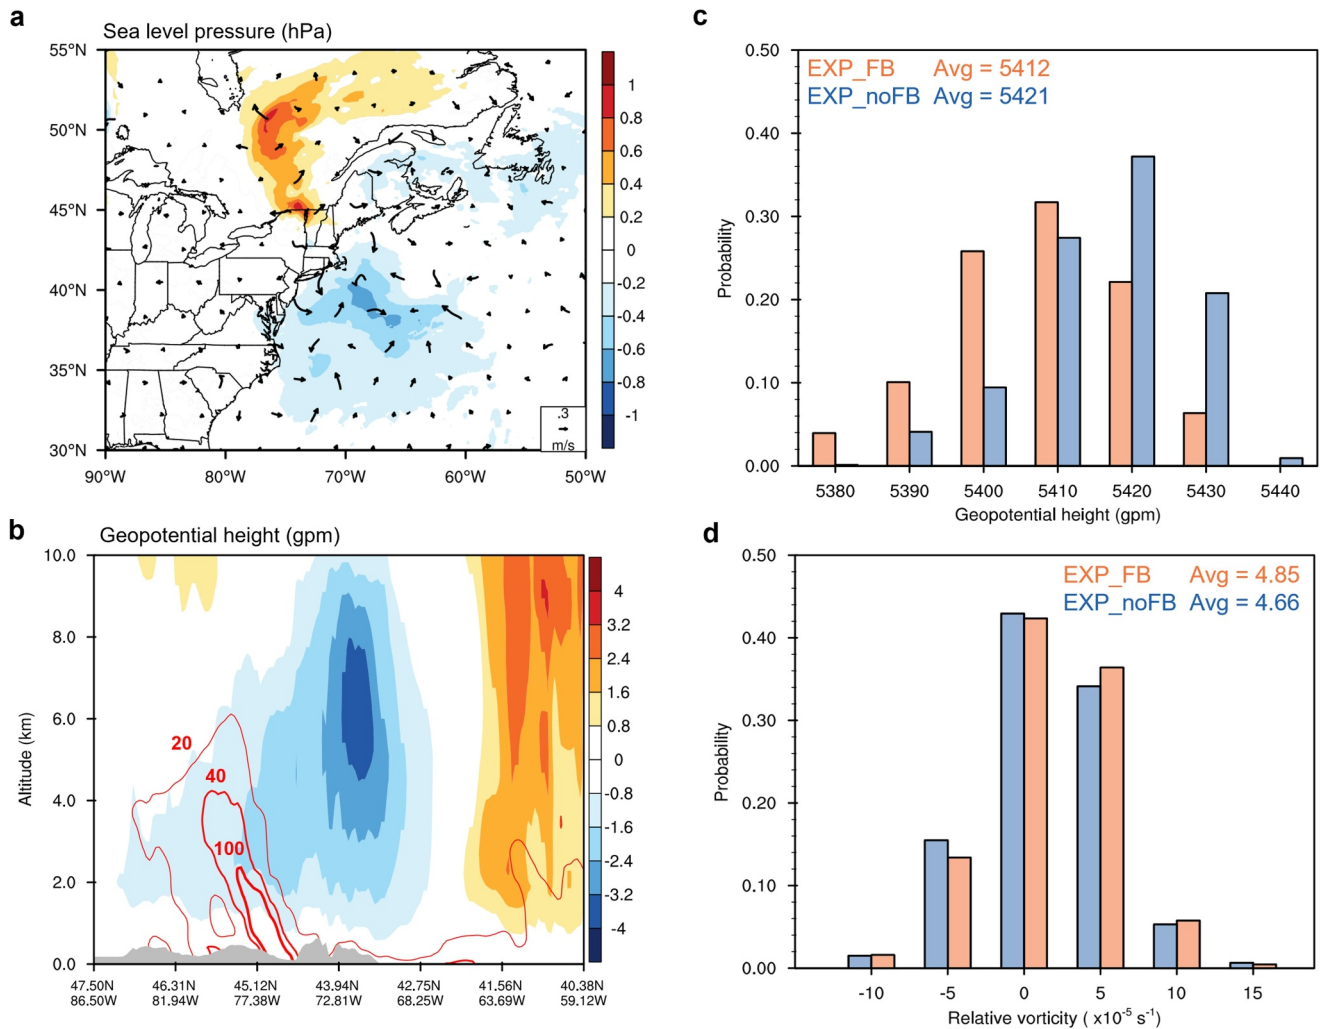 a
Sea level pressure (hPa)
55°N
50°N
45°N
40°N
35°N
30°N
90°W 80°W 70°W 60°W 50°W
1
0.8
0.6
0.4
0.2
0
-0.2
-0.4
-0.6
-0.8
-1
.3
m/s
b
Geopotential height (gpm)
Altitude (km)
10.0
8.0
6.0
4.0
2.0
0.0
20
40
100
47.50N 46.31N 45.12N 43.94N 42.75N 41.56N 40.38N
86.50W 81.94W 77.38W 72.81W 68.25W 63.69W 59.12W
4
3.2
2.4
1.6
0.8
0
-0.8
-1.6
-2.4
-3.2
-4
c
EXP_FB Avg = 5412
EXP_noFB Avg = 5421
Probability
0.50
0.40
0.30
0.20
0.10
0.00
5380 5390 5400 5410 5420 5430 5440
Geopotential height (gpm)
d
EXP_FB Avg = 4.85
EXP_noFB Avg = 4.66
Probability
0.50
0.40
0.30
0.20
0.10
0.00
-10 -5 0 5 10 15
Relative vorticity ( x10⁻⁵ s⁻¹)